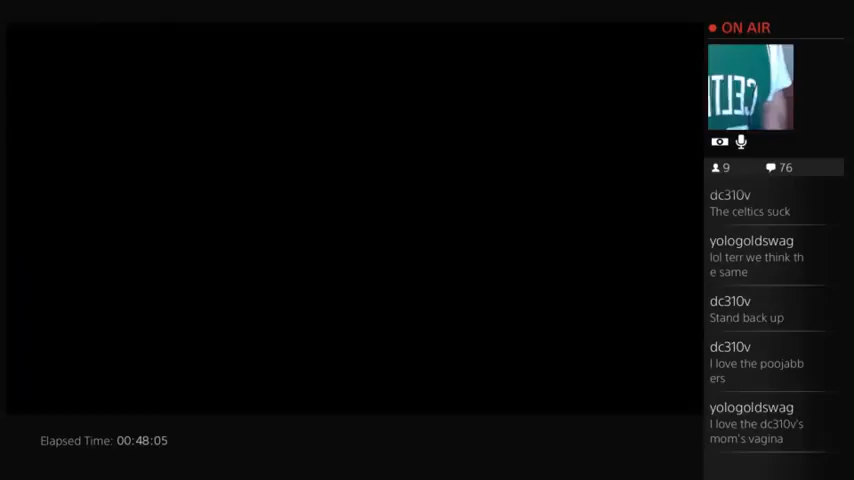 ON AIR
CELTI
9 76
dc310v
The celtics suck
yologoldswag
lol terr we think th
e same
dc310v
Stand back up
dc310v
I love the poojabb
ers
yologoldswag
I love the dc310v's
mom's vagina
Elapsed Time: 00:48:05